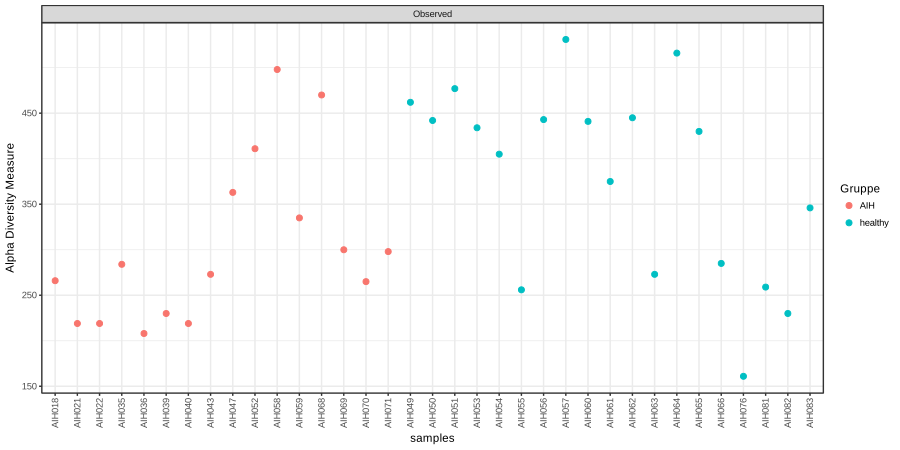 Observed
Alpha Diversity Measure
450
350
250
150
AIH018
AIH021
AIH022
AIH035
AIH036
AIH039
AIH040
AIH043
AIH047
AIH052
AIH058
AIH059
AIH068
AIH069
AIH070
AIH071
AIH049
AIH050
AIH051
AIH053
AIH054
AIH055
AIH056
AIH057
AIH060
AIH061
AIH062
AIH063
AIH064
AIH065
AIH066
AIH076
AIH081
AIH082
AIH083
samples
Gruppe
AIH
healthy